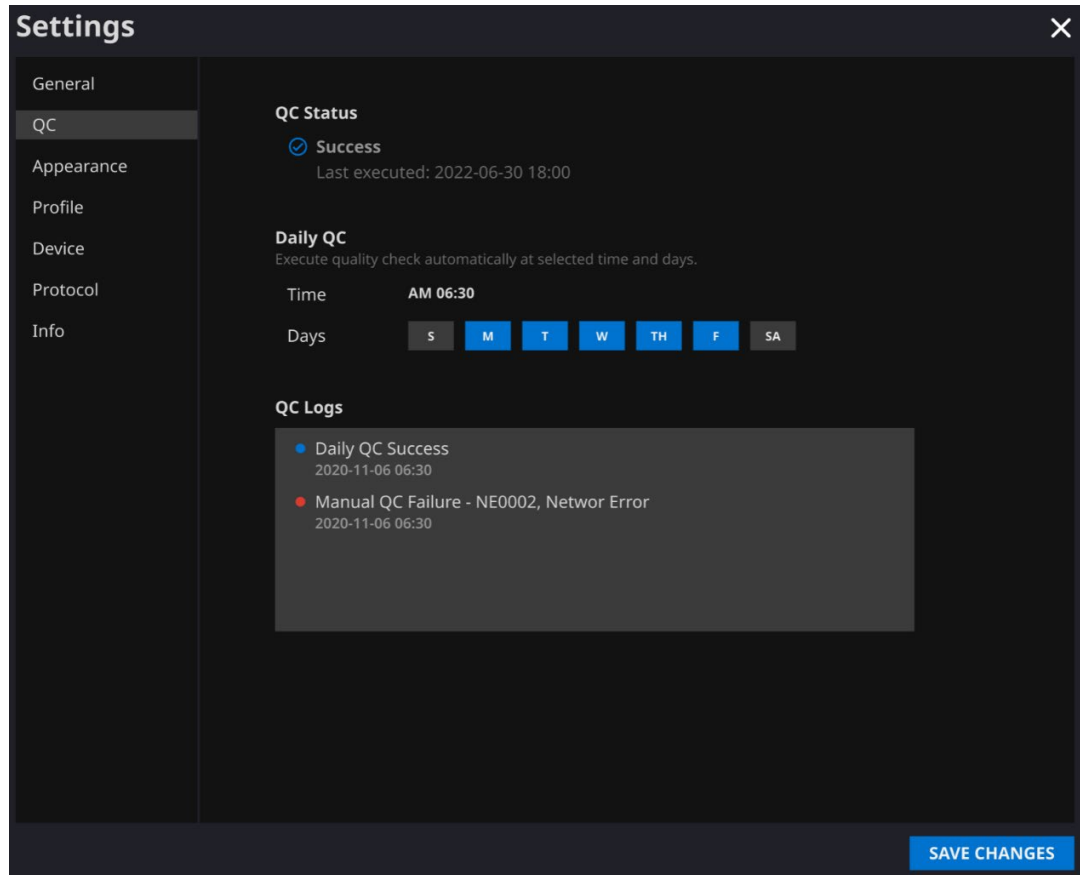 Settings
General
QC
Appearance
Profile
Device
Protocol
Info
QC Status
Success
Last executed: 2022-06-30 18:00
Daily QC
Execute quality check automatically at selected time and days.
Time AM 06:30
Days S M T W TH F SA
QC Logs
Daily QC Success
2020-11-06 06:30
Manual QC Failure - NE0002, Networ Error
2020-11-06 06:30
SAVE CHANGES